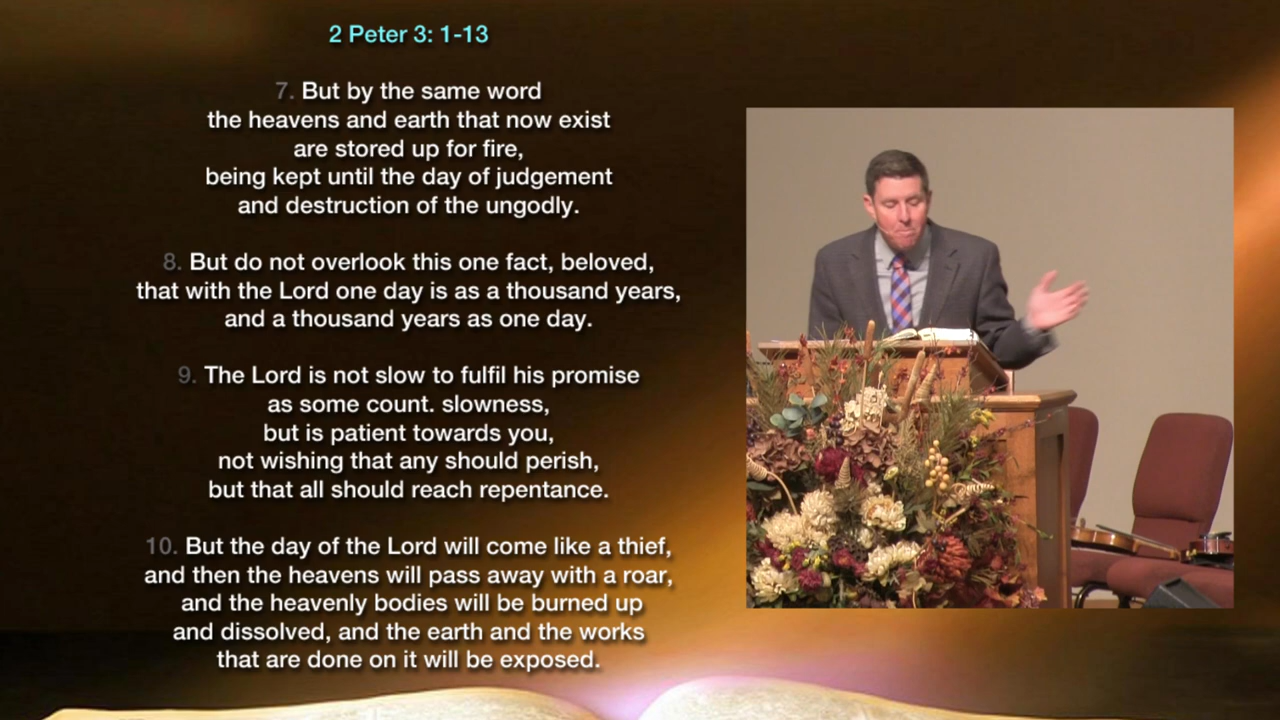 2 Peter 3: 1-13
7. But by the same word
the heavens and earth that now exist
are stored up for fire,
being kept until the day of judgement
and destruction of the ungodly.
8. But do not overlook this one fact, beloved,
that with the Lord one day is as a thousand years,
and a thousand years as one day.
9. The Lord is not slow to fulfil his promise
as some count. slowness,
but is patient towards you,
not wishing that any should perish,
but that all should reach repentance.
10. But the day of the Lord will come like a thief,
and then the heavens will pass away with a roar,
and the heavenly bodies will be burned up
and dissolved, and the earth and the works
that are done on it will be exposed.